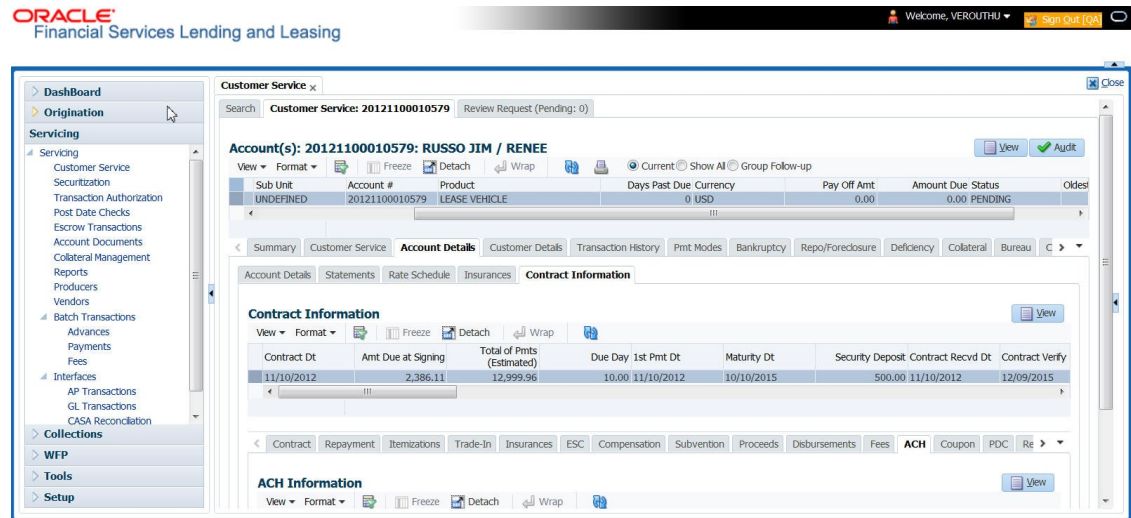 ORACLE
Financial Services Lending and Leasing
Welcome, VEROUTHU
Sign Out [QA]
DashBoard
Origination
Servicing
Servicing
Customer Service
Securitization
Transaction Authorization
Post Date Checks
Escrow Transactions
Account Documents
Collateral Management
Reports
Producers
Vendors
Batch Transactions
Advances
Payments
Fees
Interfaces
AP Transactions
GL Transactions
CASA Reconcilation
Collections
WFP
Tools
Setup
Customer Service x
Close
Search Customer Service: 20121100010579 Review Request (Pending: 0)
Account(s): 20121100010579: RUSSO JIM / RENEE
View Audit
View Format Freeze Detach Wrap Current Show All Group Follow-up
Sub Unit Account # Product Days Past Due Currency Pay Off Amt Amount Due Status Oldest
UNDEFINED 20121100010579 LEASE VEHICLE 0 USD 0.00 0.00 PENDING
Summary Customer Service Account Details Customer Details Transaction History Pmt Modes Bankruptcy Repo/Foreclosure Deficiency Collateral Bureau C
Account Details Statements Rate Schedule Insurances Contract Information
Contract Information
View
View Format Freeze Detach Wrap
Contract Dt Amt Due at Signing Total of Pmts (Estimated) Due Day 1st Pmt Dt Maturity Dt Security Deposit Contract Recvd Dt Contract Verify
11/10/2012 2,386.11 12,999.96 10.00 11/10/2012 10/10/2015 500.00 11/10/2012 12/09/2015
Contract Repayment Itemizations Trade-In Insurances ESC Compensation Subvention Proceeds Disbursements Fees ACH Coupon PDC Re
ACH Information
View
View Format Freeze Detach Wrap